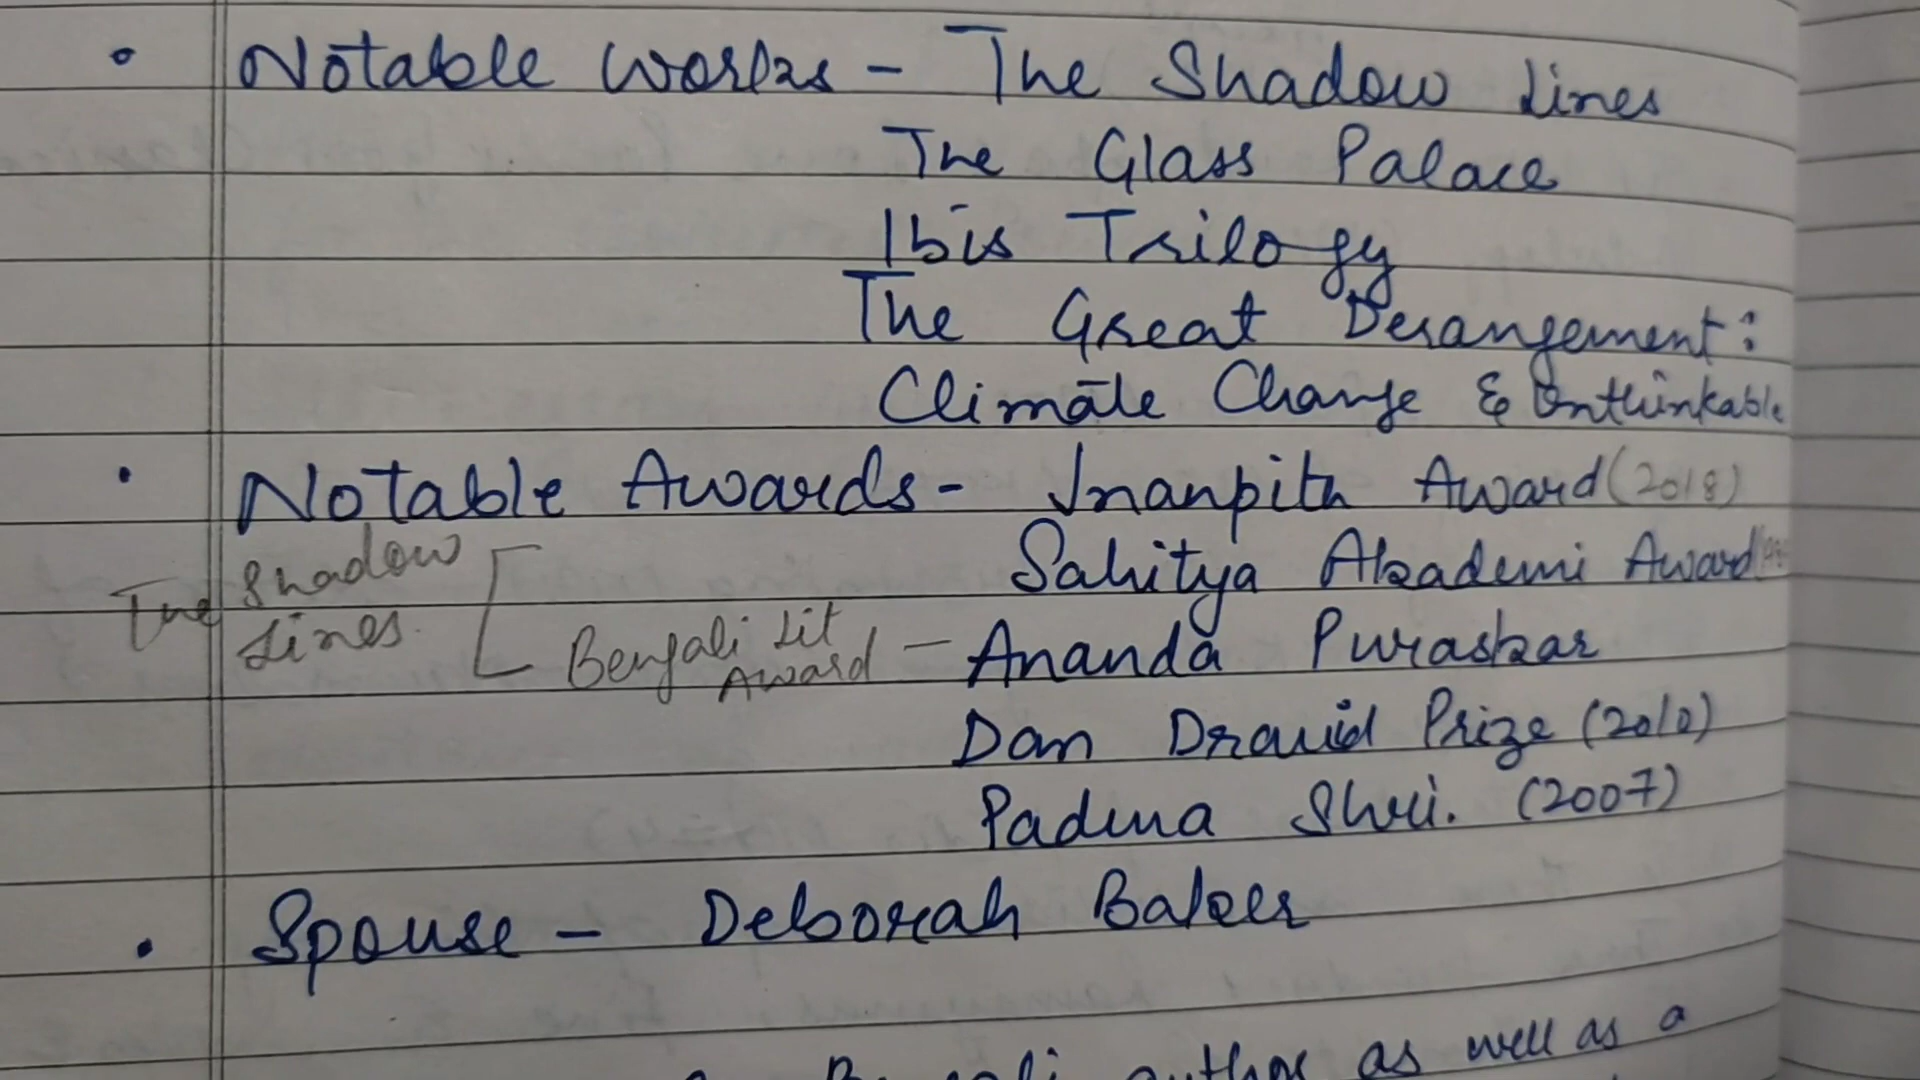 • Notable Works - The Shadow Lines
The Glass Palace
Ibis Trilogy
The Great Derangement:
Climate Change & Unthinkable
• Notable Awards - Jnanpith Award (2018)
Sahitya Akademi Award
The Shadow Lines [ Bengali Lit Award - Ananda Puraskar
Dan David Prize (2010)
Padma Shri. (2007)
• Spouse - Deborah Baker
author as well as a